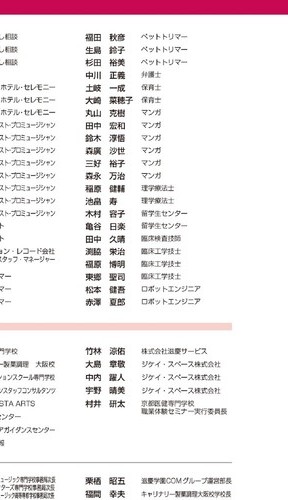 し相談 福田 秋彦 ペットトリマー
し相談 生島 鈴子 ペットトリマー
し相談 杉田 裕美 ペットトリマー
中川 正義 弁護士
ホテル・セレモニー 土岐 一成 保育士
ホテル・セレモニー 大崎 菜穂子 保育士
ホテル・セレモニー 丸山 克樹 マンガ
スト・プロミュージシャン 田中 宏和 マンガ
スト・プロミュージシャン 鈴木 淳悟 マンガ
スト・プロミュージシャン 森廣 沙世 マンガ
スト・プロミュージシャン 三好 裕子 マンガ
スト・プロミュージシャン 森永 万治 マンガ
スト・プロミュージシャン 稲原 健輔 理学療法士
スト・プロミュージシャン 池畠 寿 理学療法士
スト・プロミュージシャン 木村 容子 留学生センター
ト 亀谷 日楽 留学生センター
ト 田中 久晴 臨床検査技師
ョン・レコード会社 栄治 臨床工学技士
スタッフ・マネージャー
福原 博明 臨床工学技士
マー 東郷 聖司 臨床工学技士
マー 松本 健吾 ロボットエンジニア
マー 赤澤 夏郎 ロボットエンジニア
門学校 竹林 涼佑 株式会社滋慶サービス
ー製菓調理 大阪校 大島 章敬 ジケイ・スペース株式会社
ションスクール専門学校 中内 躍人 ジケイ・スペース株式会社
ンスタッフコンサルタンツ 宇野 晴美 ジケイ・スペース株式会社
STA ARTS 村井 研太 京都医健専門学校
職業体験セミナー実行委員長
センター
アガイダンスセンター
部
ュージック専門学校事務局次長 栗栖 昭五 滋慶学園COMグループ運営部長
ターズ専門学校事務局次長 福間 幸夫 キャリナリー製菓調理大阪校学校長
ュージック専門学校事務局次長